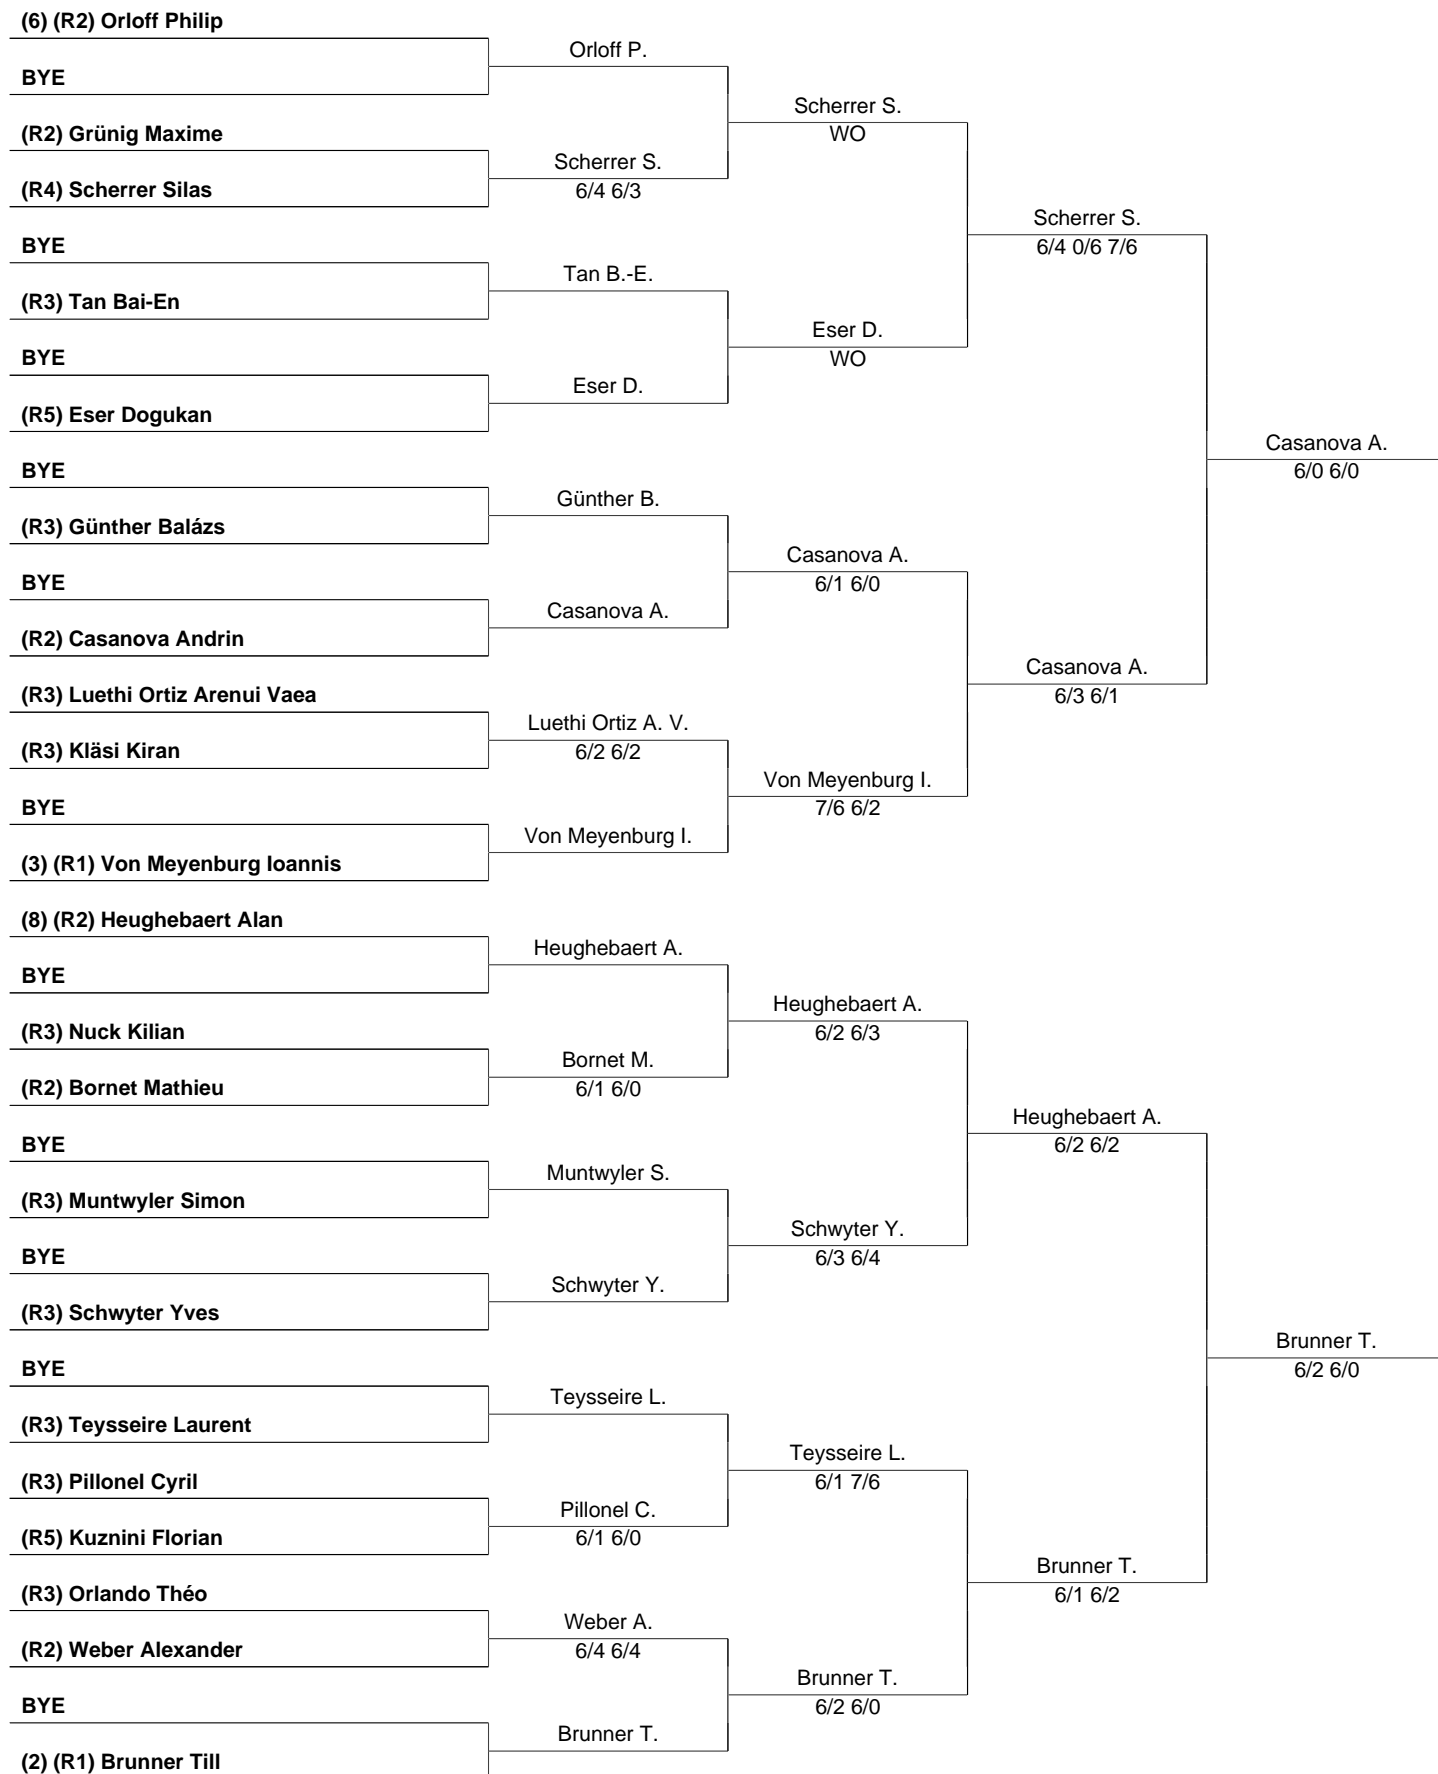 (6) (R2) Orloff Philip
BYE
(R2) Grünig Maxime
(R4) Scherrer Silas
BYE
(R3) Tan Bai-En
BYE
(R5) Eser Dogukan
BYE
(R3) Günther Balázs
BYE
(R2) Casanova Andrin
(R3) Luethi Ortiz Arenui Vaea
(R3) Kläsi Kiran
BYE
(3) (R1) Von Meyenburg Ioannis
(8) (R2) Heughebaert Alan
BYE
(R3) Nuck Kilian
(R2) Bornet Mathieu
BYE
(R3) Muntwyler Simon
BYE
(R3) Schwyter Yves
BYE
(R3) Teysseire Laurent
(R3) Pillonel Cyril
(R5) Kuznini Florian
(R3) Orlando Théo
(R2) Weber Alexander
BYE
(2) (R1) Brunner Till
Orloff P.
Scherrer S.
6/4 6/3
Tan B.-E.
Eser D.
Günther B.
Casanova A.
Luethi Ortiz A. V.
6/2 6/2
Von Meyenburg I.
Heughebaert A.
Bornet M.
6/1 6/0
Muntwyler S.
Schwyter Y.
Teysseire L.
Pillonel C.
6/1 6/0
Weber A.
6/4 6/4
Brunner T.
Scherrer S.
WO
Eser D.
WO
Casanova A.
6/1 6/0
Von Meyenburg I.
7/6 6/2
Heughebaert A.
6/2 6/3
Schwyter Y.
6/3 6/4
Teysseire L.
6/1 7/6
Brunner T.
6/2 6/0
Scherrer S.
6/4 0/6 7/6
Casanova A.
6/3 6/1
Heughebaert A.
6/2 6/2
Brunner T.
6/1 6/2
Casanova A.
6/0 6/0
Brunner T.
6/2 6/0